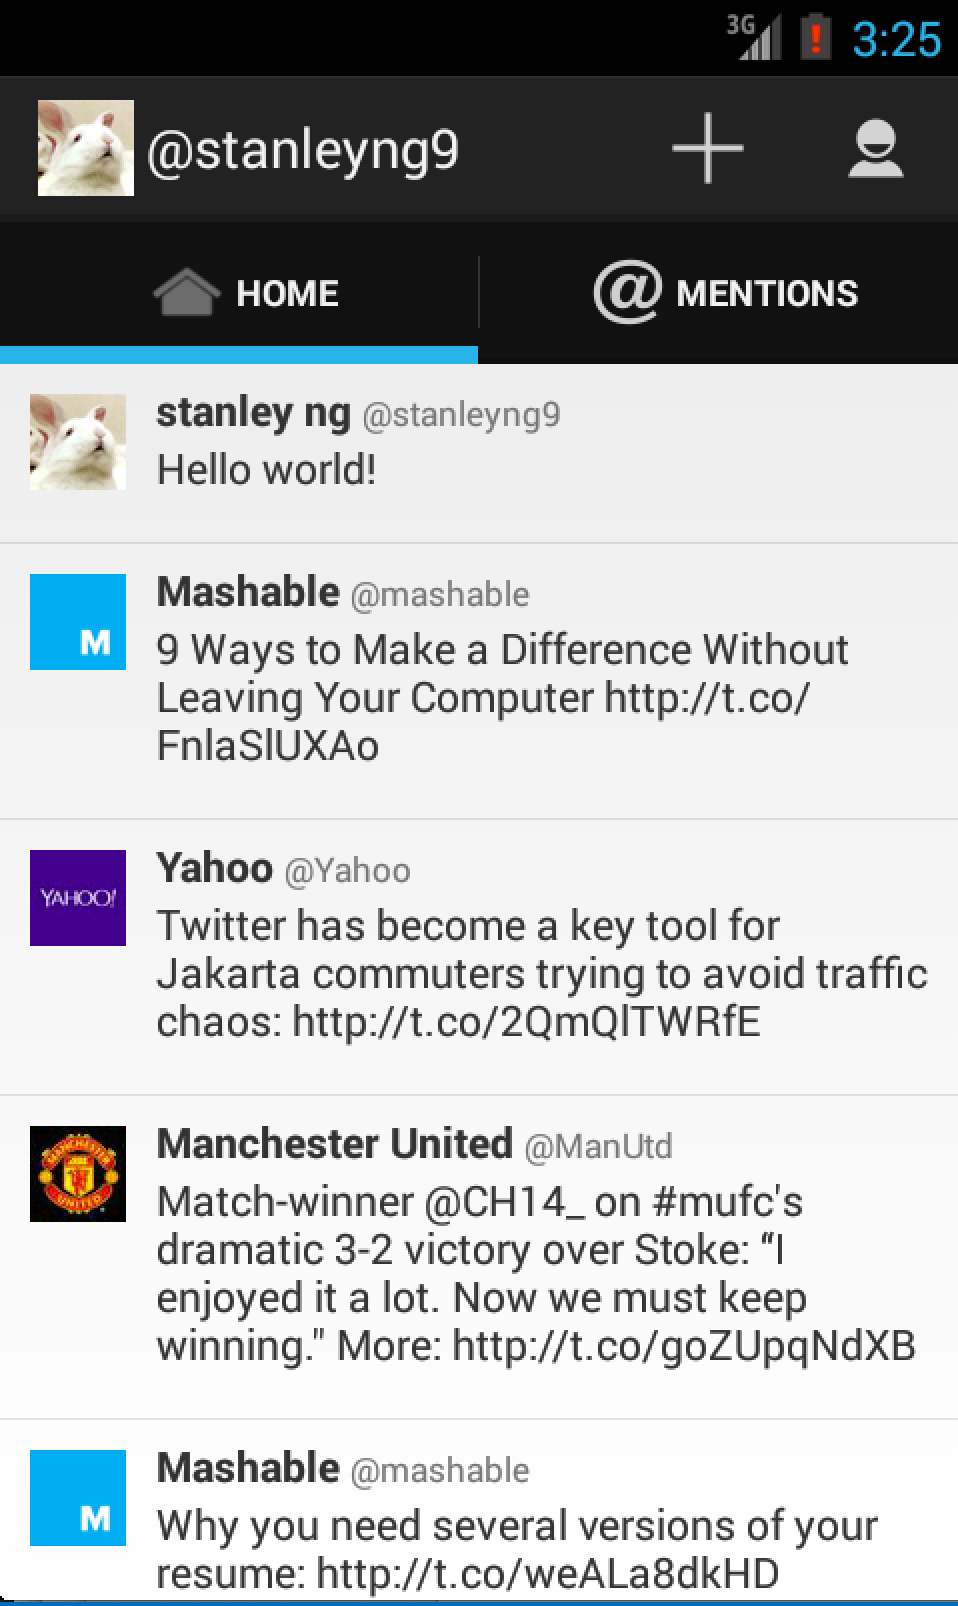 3G 3:25
@stanleyng9
HOME @ MENTIONS
stanley ng @stanleyng9
Hello world!
Mashable @mashable
M
9 Ways to Make a Difference Without
Leaving Your Computer http://t.co/
FnlaSlUXAo
Yahoo @Yahoo
YAHOO!
Twitter has become a key tool for
Jakarta commuters trying to avoid traffic
chaos: http://t.co/2QmQlTWRfE
Manchester United @ManUtd
MANCHESTER
UNITED
Match-winner @CH14_ on #mufc's
dramatic 3-2 victory over Stoke: “I
enjoyed it a lot. Now we must keep
winning." More: http://t.co/goZUpqNdXB
Mashable @mashable
M
Why you need several versions of your
resume: http://t.co/weALa8dkHD